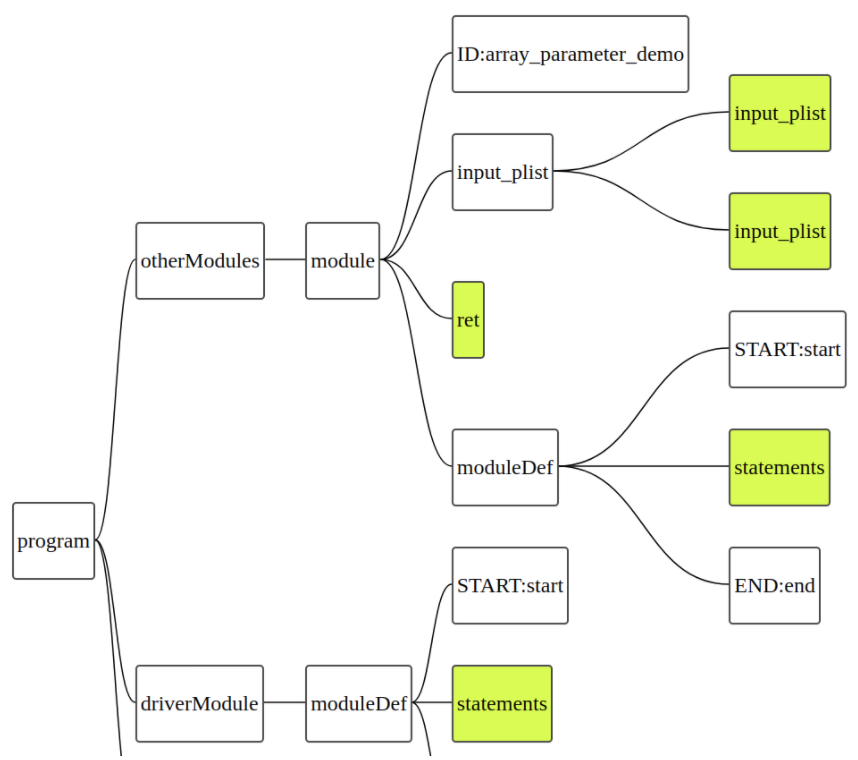 ID:array_parameter_demo
input_plist
input_plist
input_plist
otherModules
module
ret
START:start
moduleDef
statements
program
START:start
END:end
driverModule
moduleDef
statements